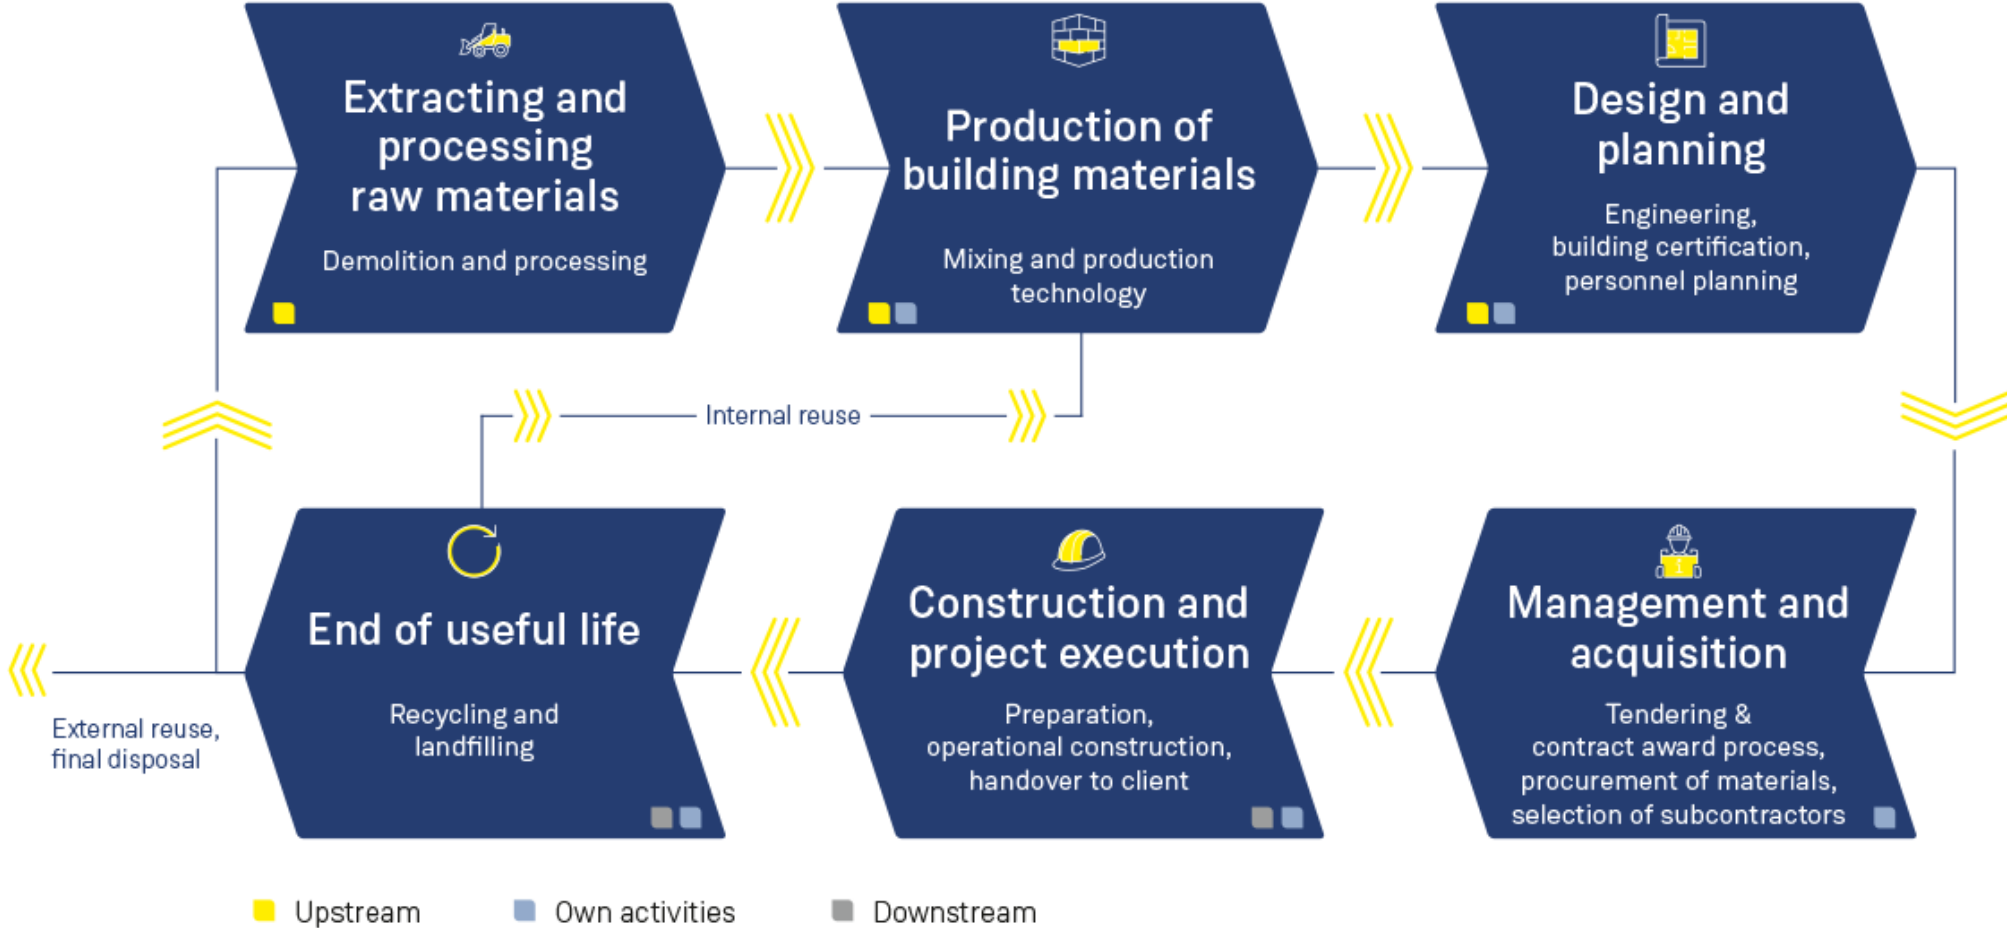 Extracting and
processing
raw materials
Demolition and processing
Production of
building materials
Mixing and production
technology
Design and
planning
Engineering,
building certification,
personnel planning
Internal reuse
End of useful life
Recycling and
landfilling
Construction and
project execution
Preparation,
operational construction,
handover to client
Management and
acquisition
Tendering &
contract award process,
procurement of materials,
selection of subcontractors
External reuse,
final disposal
Upstream
Own activities
Downstream